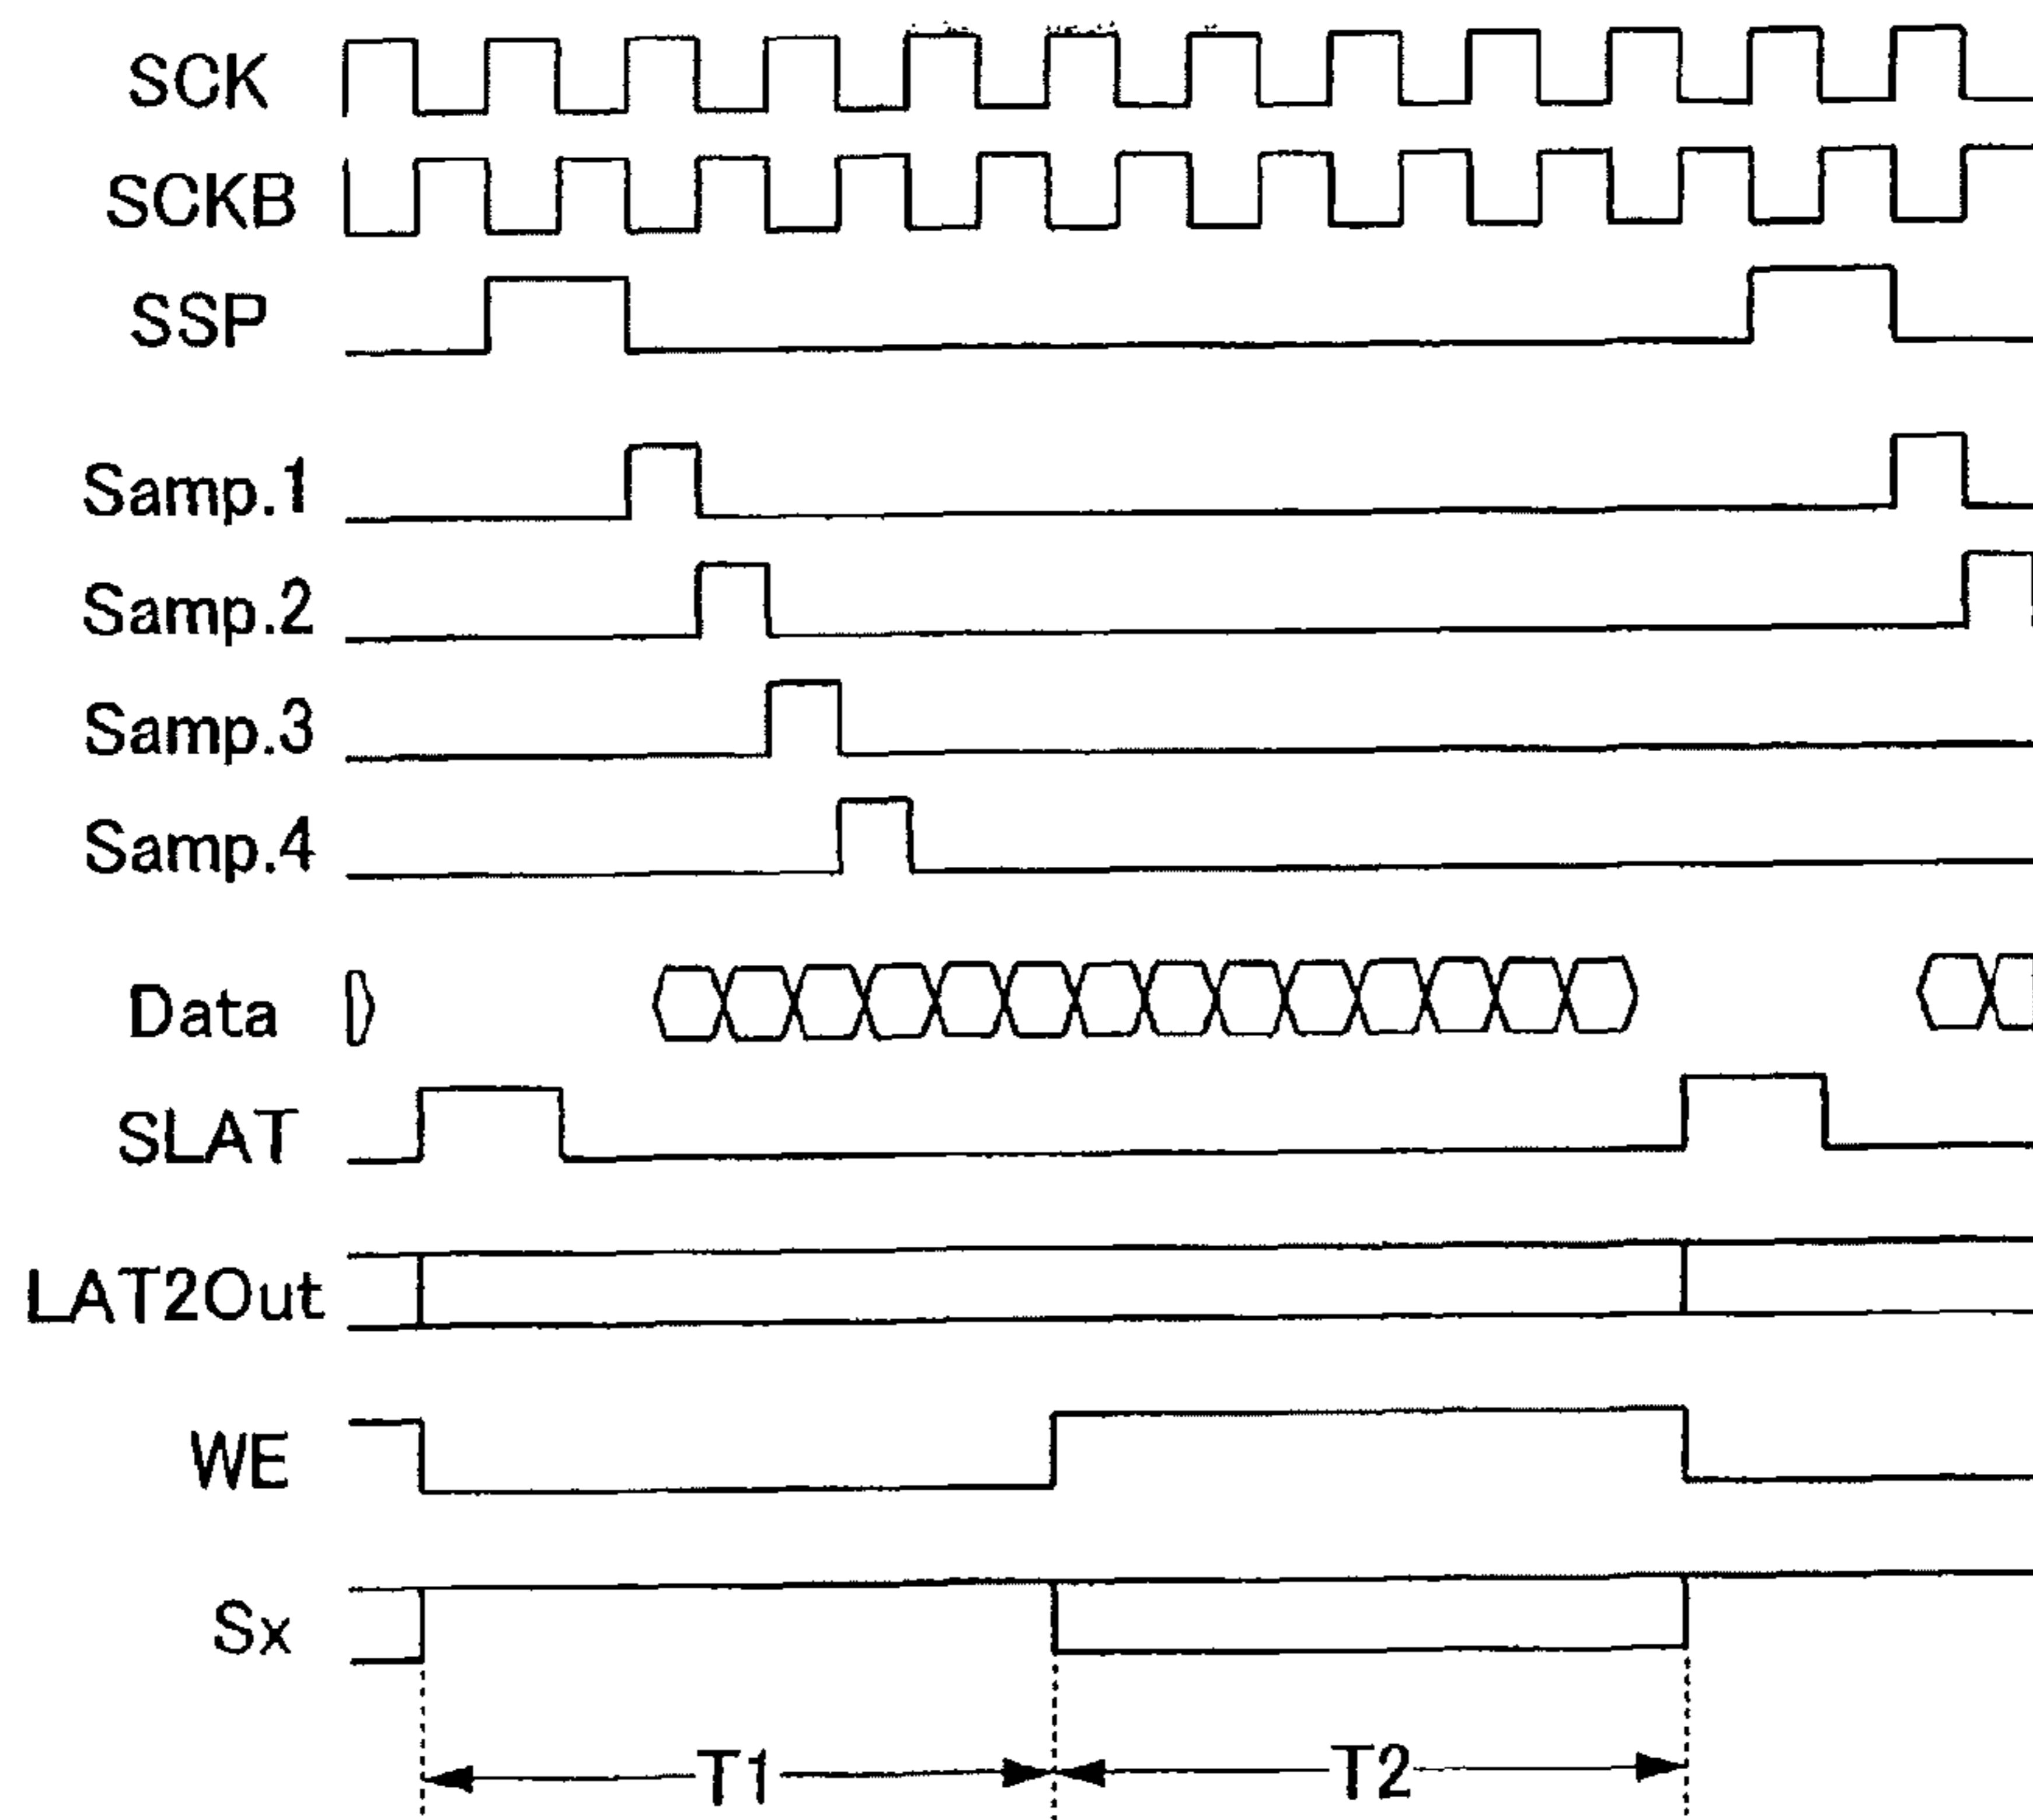 SCK
SCKB
SSP
Samp.1
Samp.2
Samp.3
Samp.4
Data
SLAT
LAT2Out
WE
Sx
T1 T2